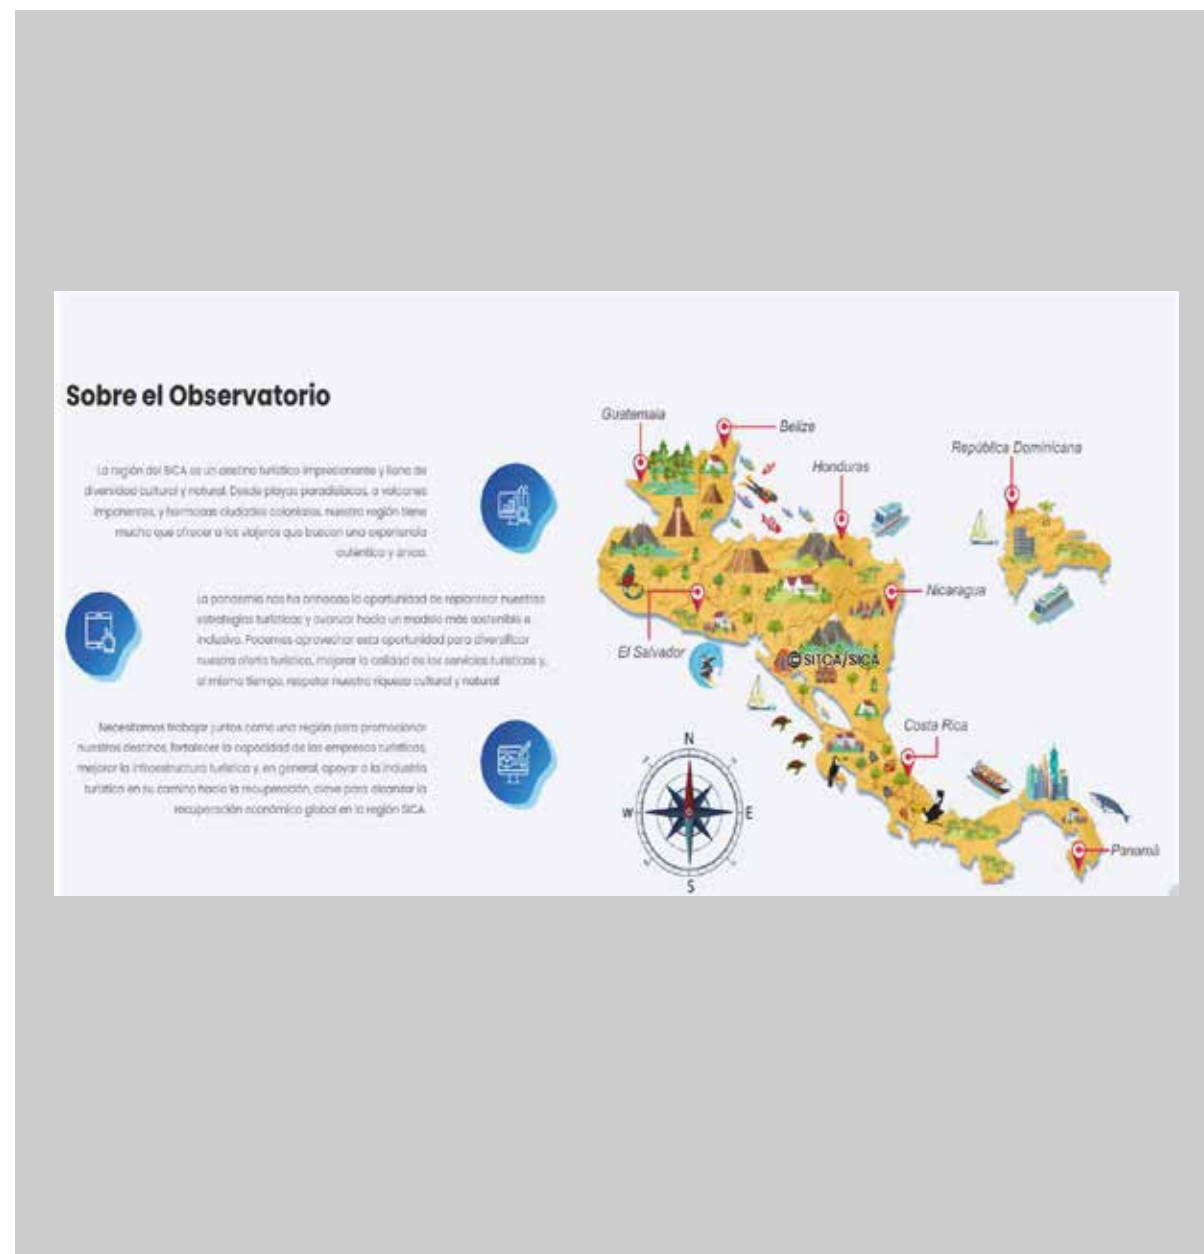 Sobre el Observatorio
La región del SICA es un destino turístico impresionante y lleno de
diversidad cultural y natural. Desde playas paradisíacas, a volcanes
imponentes, y hermosas ciudades coloniales, nuestra región tiene
mucho que ofrecer a los viajeros que buscan una experiencia
auténtica y única.
La pandemia nos ha brindado la oportunidad de replantear nuestras
estrategias turísticas y avanzar hacia un modelo más sostenible e
inclusivo. Podemos aprovechar esta oportunidad para diversificar
nuestra oferta turística, mejorar la calidad de los servicios turísticos y,
al mismo tiempo, respetar nuestra riqueza cultural y natural
Necesitamos trabajar juntos como una región para promocionar
nuestros destinos, fortalecer la capacidad de las empresas turísticas,
mejorar la infraestructura turística y, en general, apoyar a la industria
turística en su camino hacia la recuperación, clave para alcanzar la
recuperación económica global en la región SICA.
Guatemala
Belize
Honduras
República Dominicana
Nicaragua
El Salvador
©SITCA/SICA
Costa Rica
Panamá
N
W
E
S